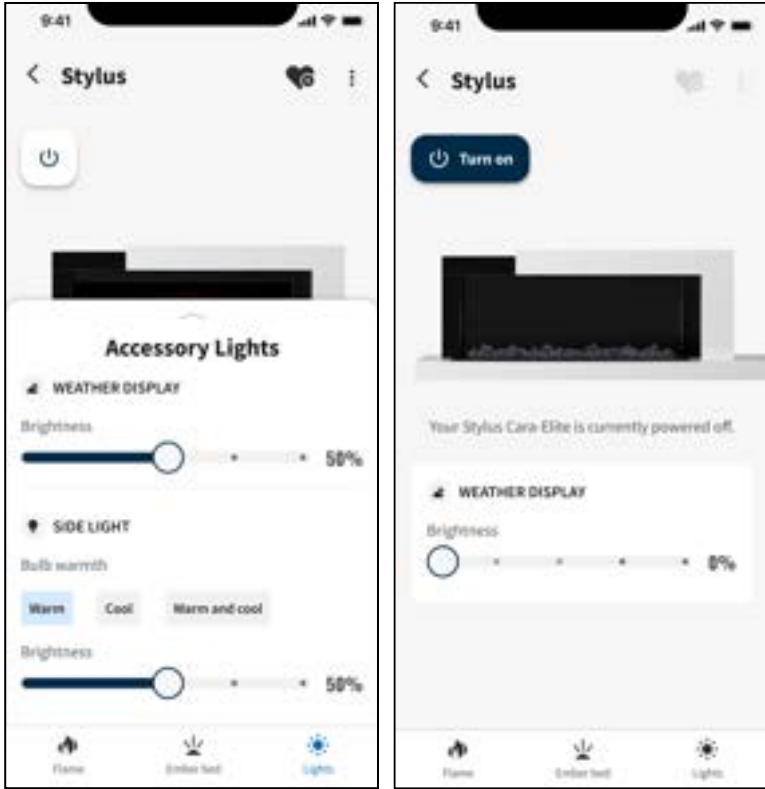 9:41
Stylus
Accessory Lights
WEATHER DISPLAY
Brightness
50%
SIDE LIGHT
Bulb warmth
Warm Cool Warm and cool
Brightness
50%
Flame Ember bed Lights
9:41
Stylus
Turn on
Your Stylus Cara Elite is currently powered off.
WEATHER DISPLAY
Brightness
0%
Flame Ember bed Lights